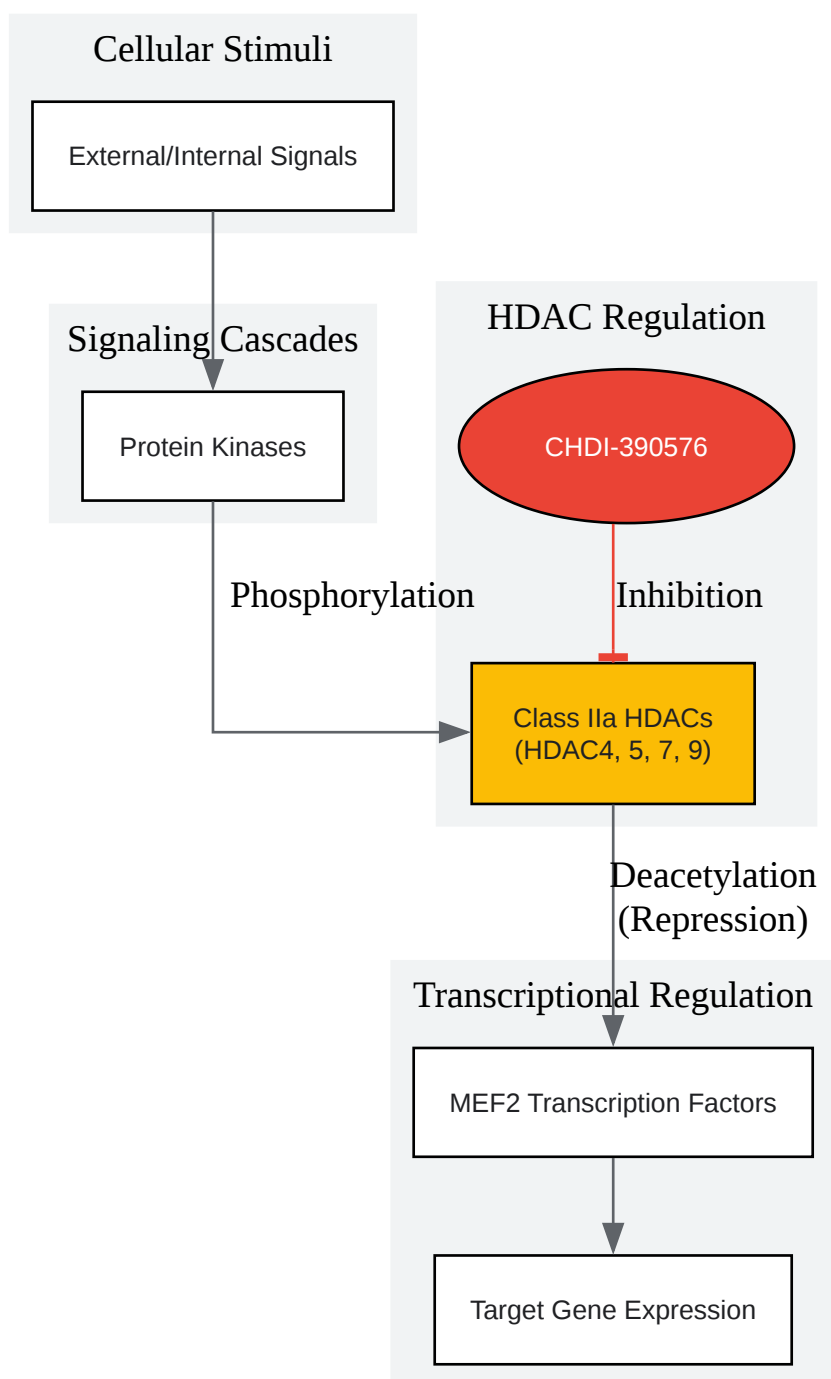 Cellular Stimuli
External/Internal Signals
Signaling Cascades
Protein Kinases
HDAC Regulation
CHDI-390576
Phosphorylation
Inhibition
Class IIa HDACs
(HDAC4, 5, 7, 9)
Deacetylation
(Repression)
Transcriptional Regulation
MEF2 Transcription Factors
Target Gene Expression